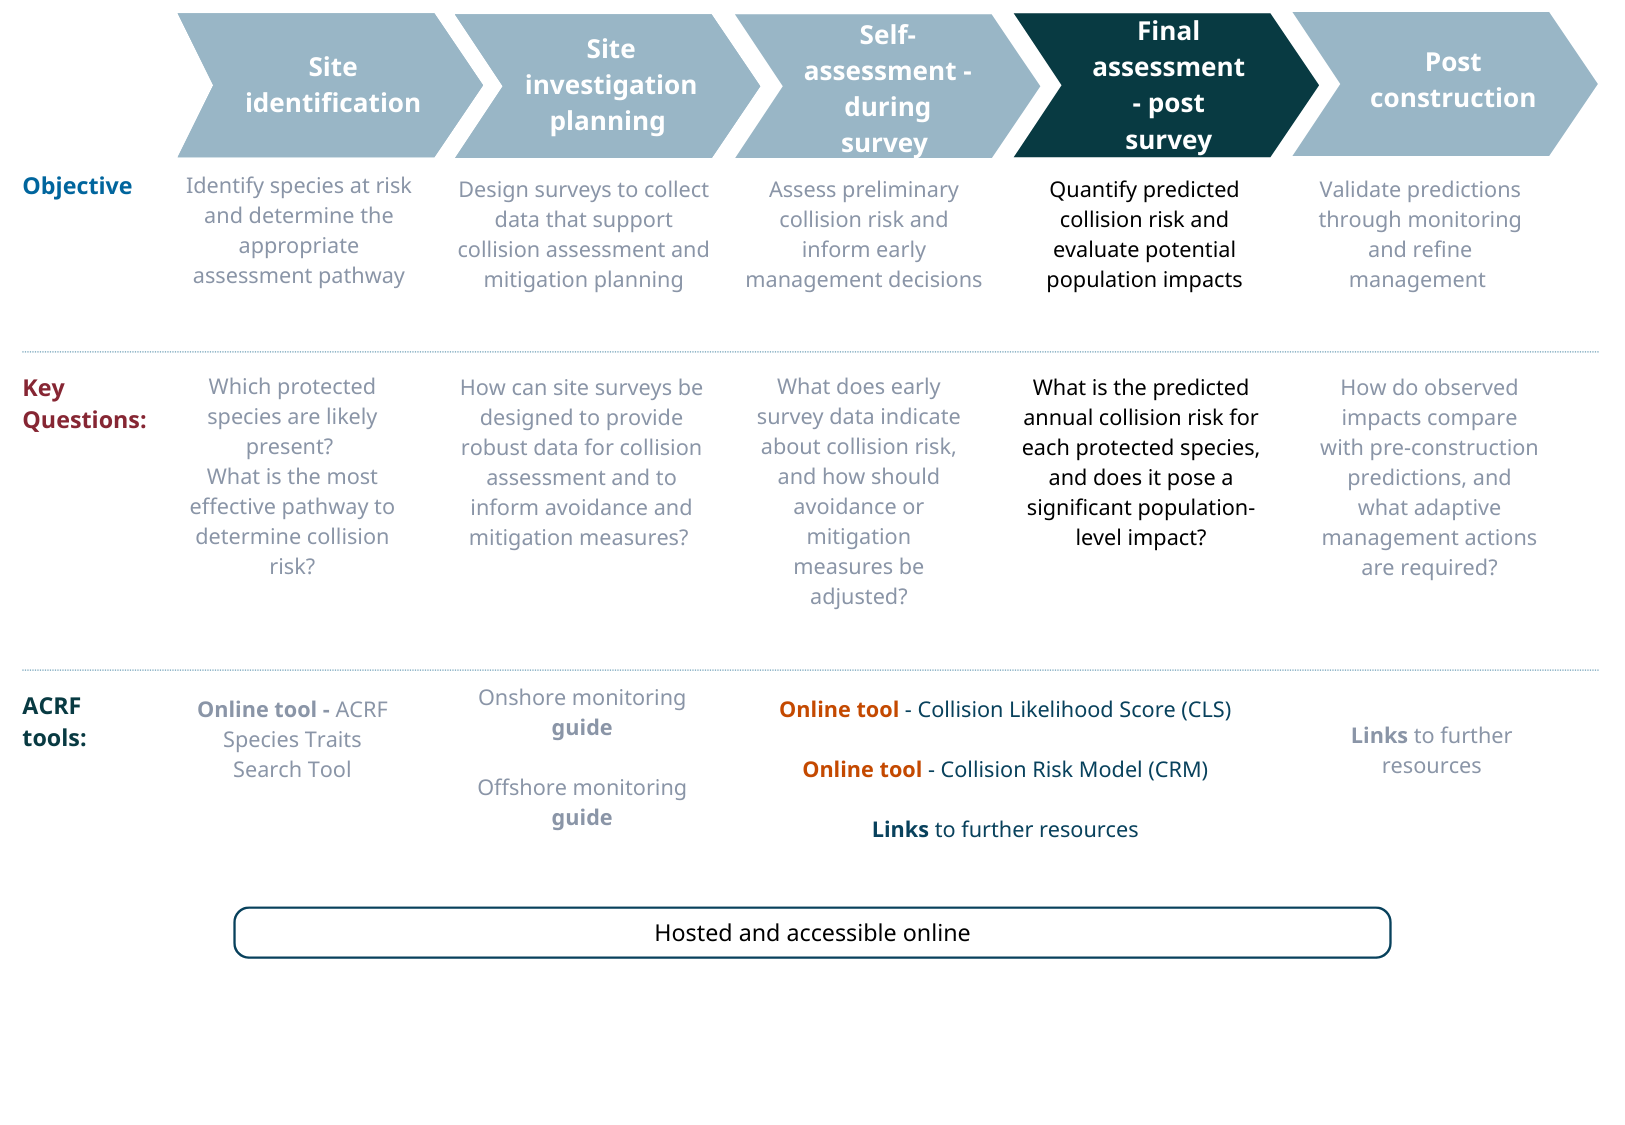 Site
identification
Site
investigation
planning
Self-
assessment -
during
survey
Final
assessment
- post
survey
Post
construction
Objective
Identify species at risk
and determine the
appropriate
assessment pathway
Design surveys to collect
data that support
collision assessment and
mitigation planning
Assess preliminary
collision risk and
inform early
management decisions
Quantify predicted
collision risk and
evaluate potential
population impacts
Validate predictions
through monitoring
and refine
management
Key
Questions:
Which protected
species are likely
present?
What is the most
effective pathway to
determine collision
risk?
How can site surveys be
designed to provide
robust data for collision
assessment and to
inform avoidance and
mitigation measures?
What does early
survey data indicate
about collision risk,
and how should
avoidance or
mitigation
measures be
adjusted?
What is the predicted
annual collision risk for
each protected species,
and does it pose a
significant population-
level impact?
How do observed
impacts compare
with pre-construction
predictions, and
what adaptive
management actions
are required?
ACRF
tools:
Online tool - ACRF
Species Traits
Search Tool
Onshore monitoring
guide
Offshore monitoring
guide
Online tool - Collision Likelihood Score (CLS)
Online tool - Collision Risk Model (CRM)
Links to further resources
Links to further
resources
Hosted and accessible online